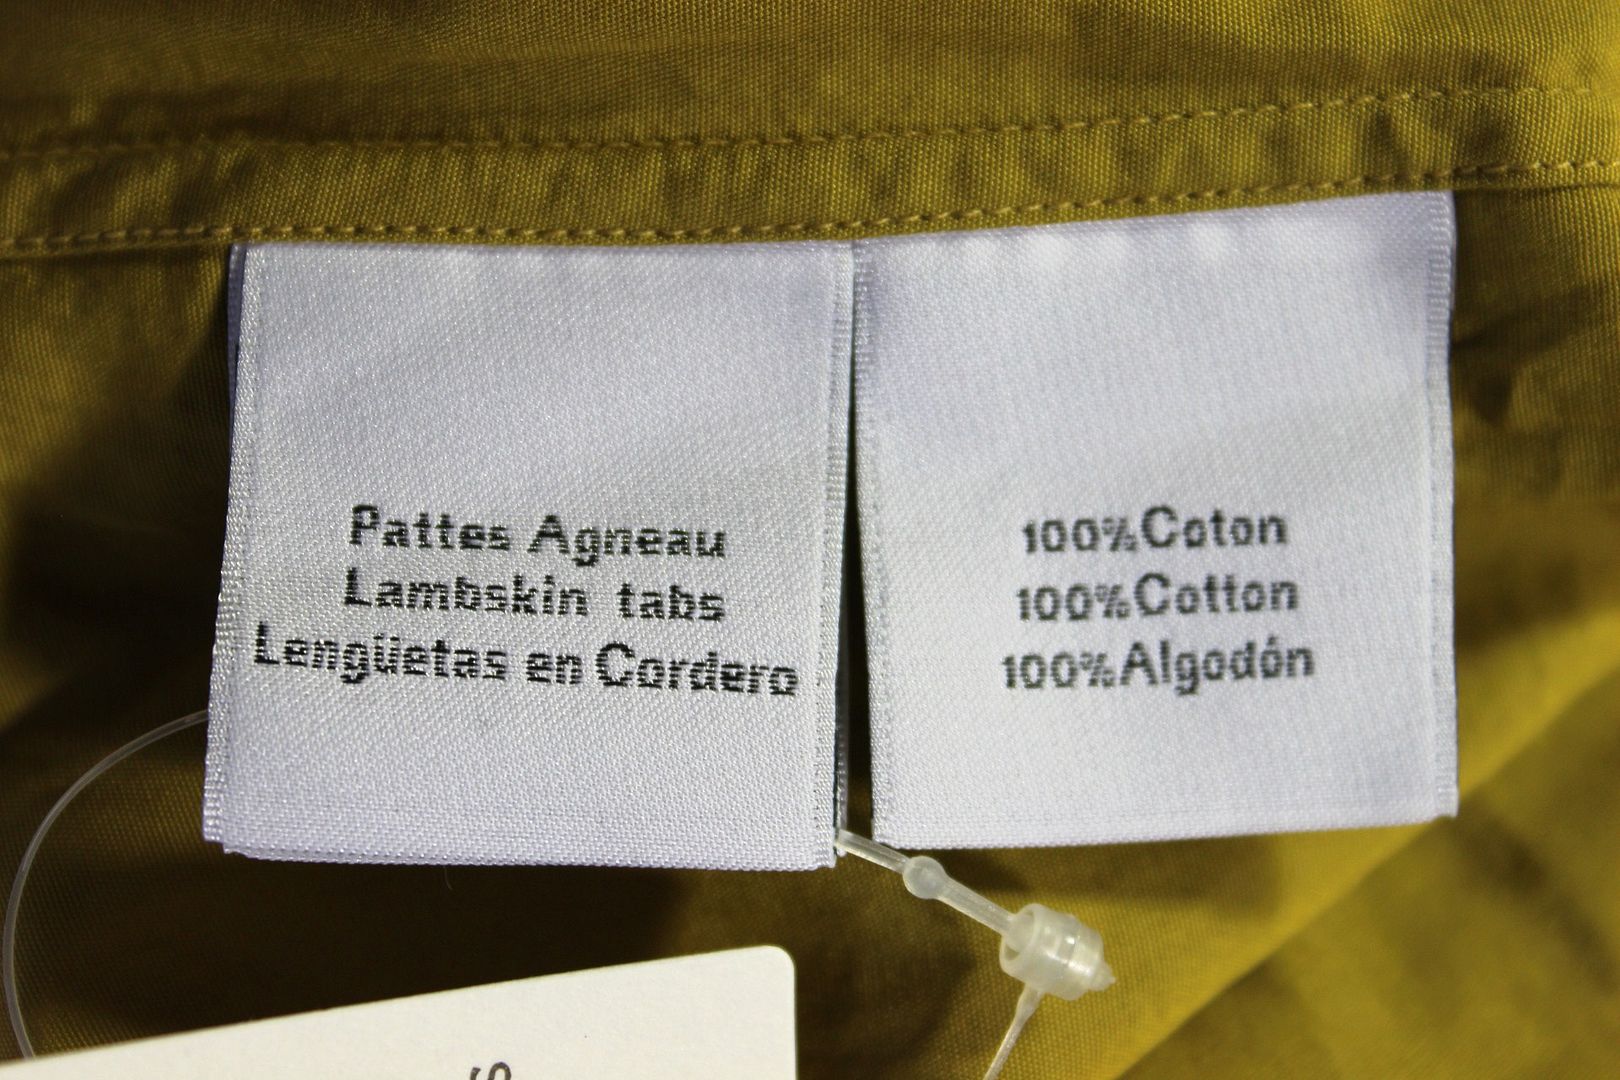 Pattes Agneau
Lambskin tabs
Lengüetas en Cordero
100%Coton
100%Cotton
100%Algodón
S